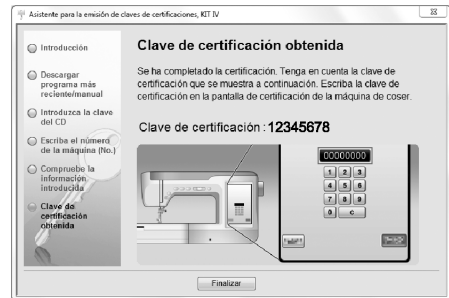 Asistente para la emisión de claves de certificaciones, KIT IV
Introducción
Descargar
programa más
reciente/manual
Introduzca la clave
del CD
Escriba el número
de la máquina (No.)
Compruebe la
información
introducida
Clave de
certificación
obtenida
Clave de certificación obtenida
Se ha completado la certificación. Tenga en cuenta la clave de
certificación que se muestra a continuación. Escriba la clave de
certificación en la pantalla de certificación de la máquina de coser.
Clave de certificación : 12345678
00000000
1 2 3
4 5 6
7 8 9
0 C
Finalizar